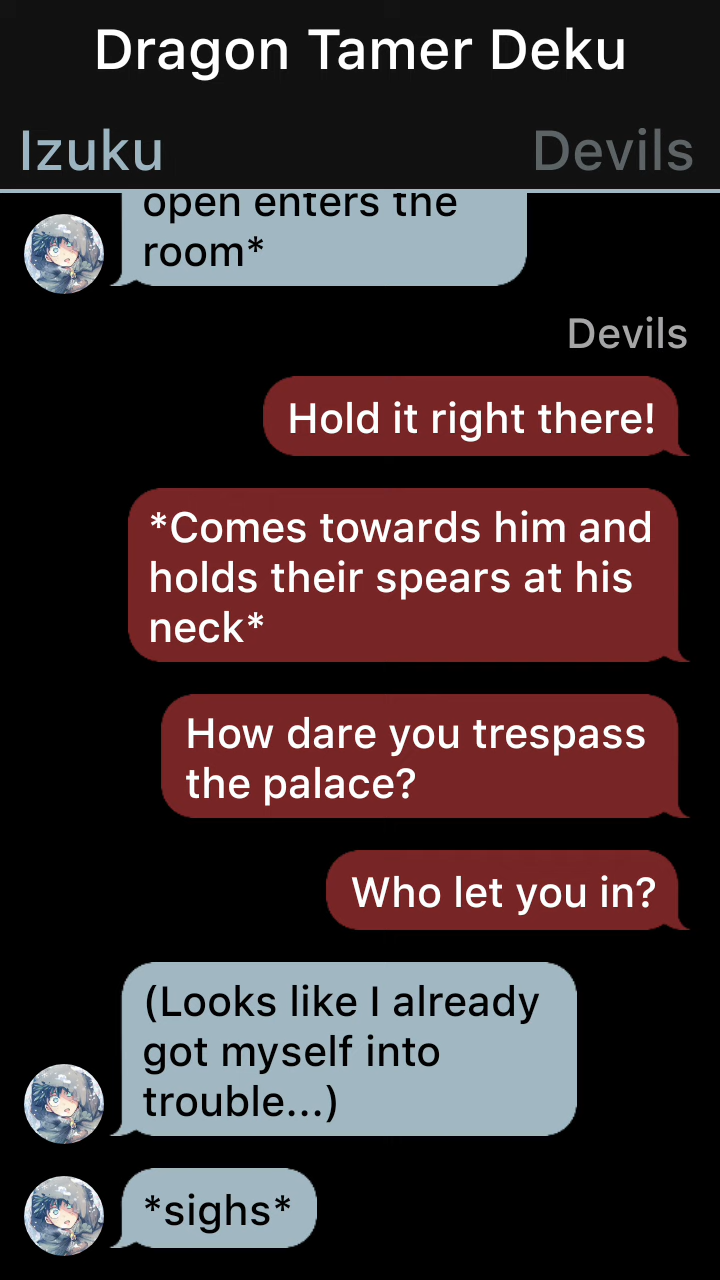 Dragon Tamer Deku
Izuku
Devils
open enters the
room*
Devils
Hold it right there!
*Comes towards him and
holds their spears at his
neck*
How dare you trespass
the palace?
Who let you in?
(Looks like I already
got myself into
trouble...)
*sighs*